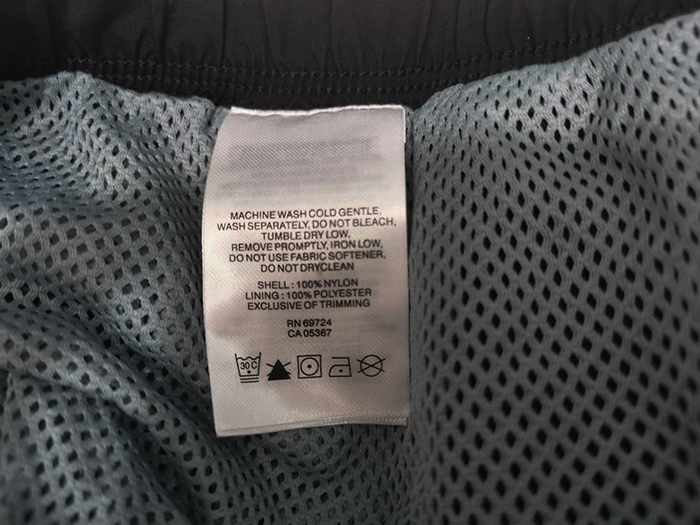 MACHINE WASH COLD GENTLE,
WASH SEPARATELY, DO NOT BLEACH,
TUMBLE DRY LOW,
REMOVE PROMPTLY, IRON LOW,
DO NOT USE FABRIC SOFTENER,
DO NOT DRYCLEAN
SHELL : 100% NYLON
LINING : 100% POLYESTER
EXCLUSIVE OF TRIMMING
RN 69724
CA 05367
30 C